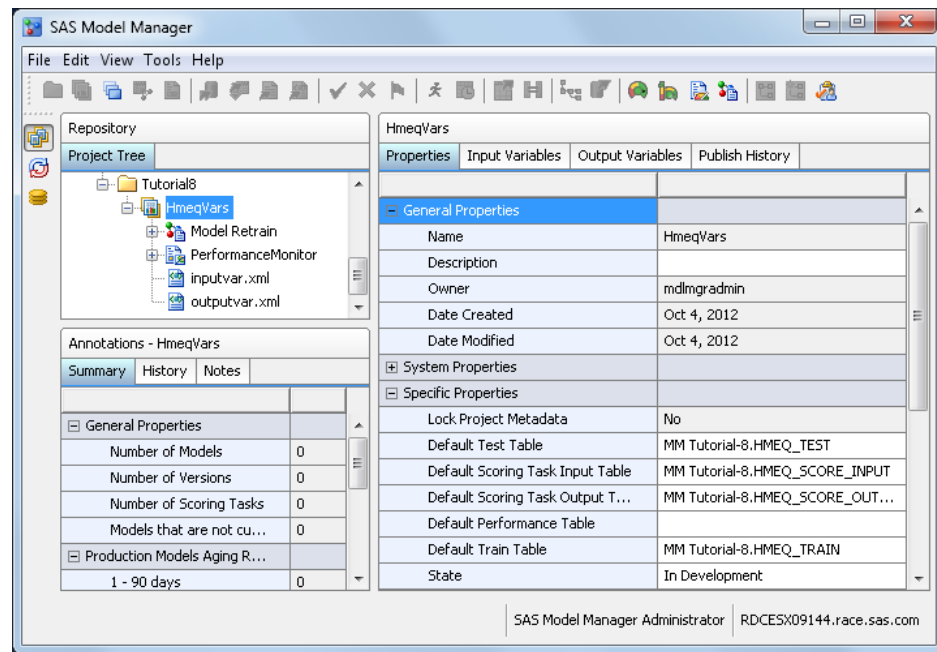 SAS Model Manager
File Edit View Tools Help
Repository
Project Tree
Tutorial8
HmeqVars
Model Retrain
PerformanceMonitor
inputvar.xml
outputvar.xml
Annotations - HmeqVars
Summary History Notes
General Properties
Number of Models 0
Number of Versions 0
Number of Scoring Tasks 0
Models that are not cu... 0
Production Models Aging R...
1 - 90 days 0
HmeqVars
Properties Input Variables Output Variables Publish History
General Properties
Name HmeqVars
Description
Owner mdlmgradmin
Date Created Oct 4, 2012
Date Modified Oct 4, 2012
System Properties
Specific Properties
Lock Project Metadata No
Default Test Table MM Tutorial-8.HMEQ_TEST
Default Scoring Task Input Table MM Tutorial-8.HMEQ_SCORE_INPUT
Default Scoring Task Output T... MM Tutorial-8.HMEQ_SCORE_OUT...
Default Performance Table
Default Train Table MM Tutorial-8.HMEQ_TRAIN
State In Development
SAS Model Manager Administrator RDCESX09144.race.sas.com